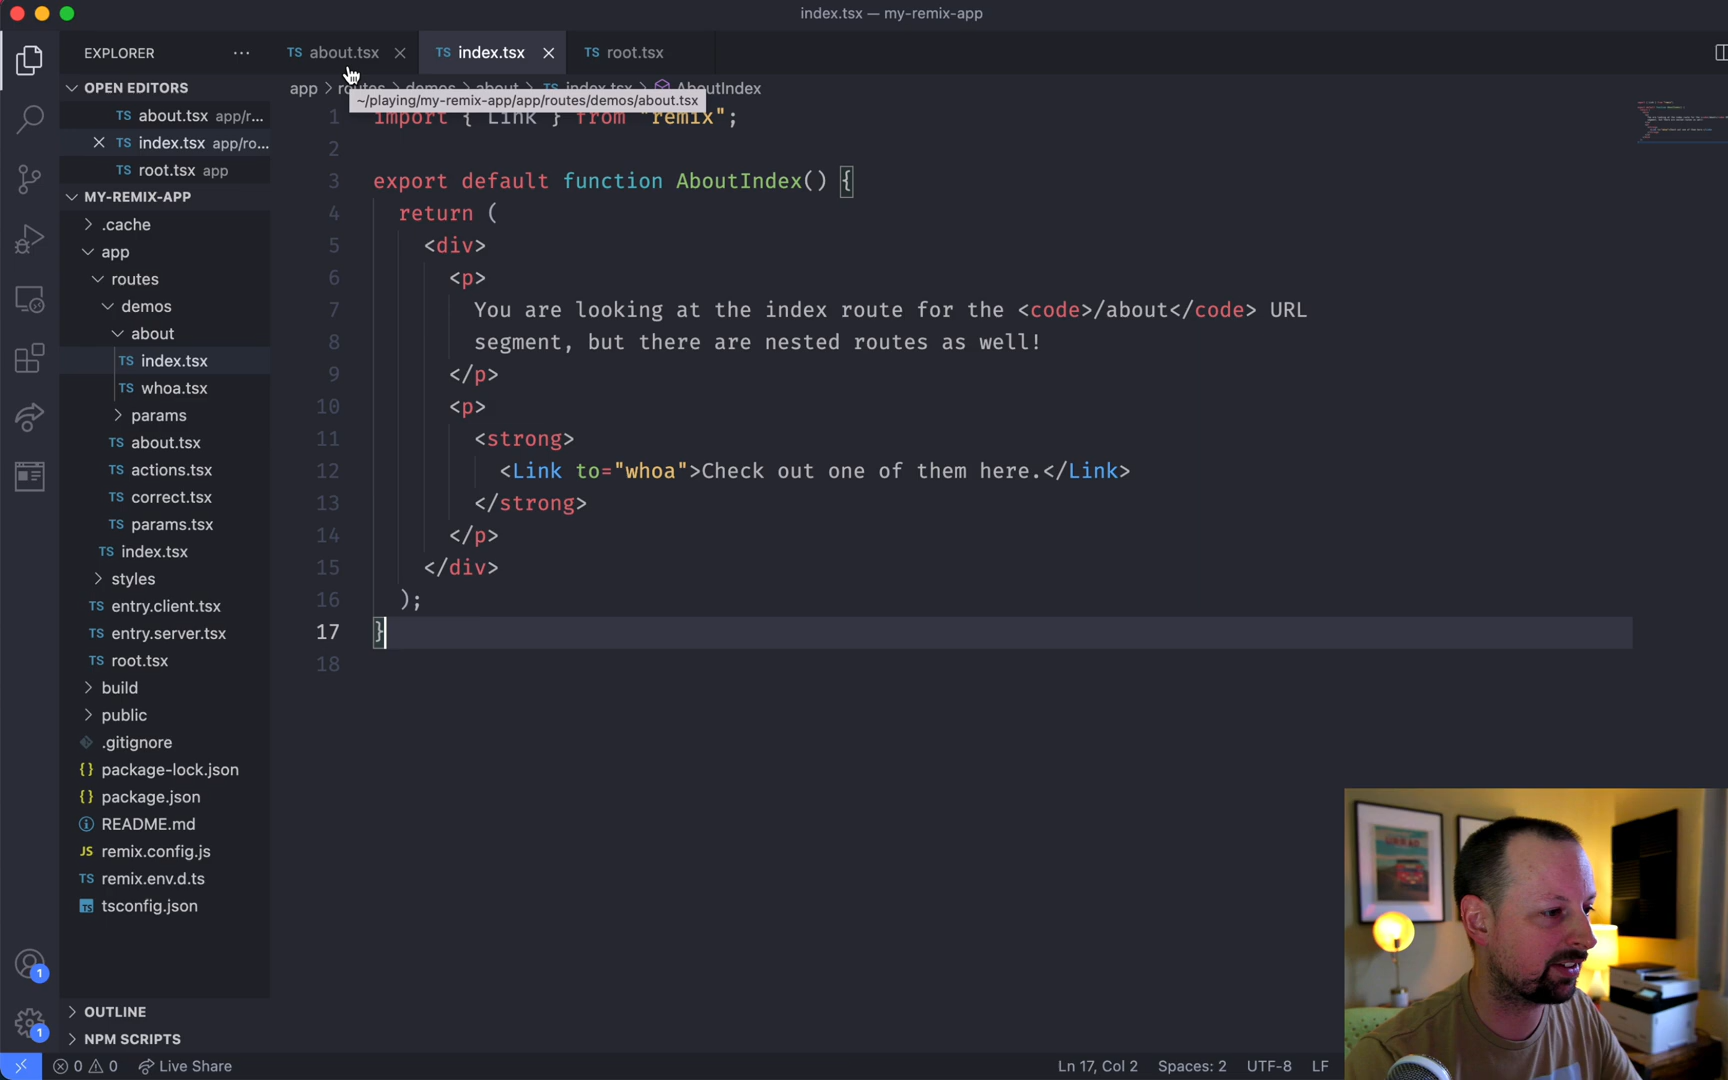 index.tsx — my-remix-app
EXPLORER ...
TS about.tsx
TS index.tsx
TS root.tsx
OPEN EDITORS
TS about.tsx app/r...
TS index.tsx app/ro...
TS root.tsx app
MY-REMIX-APP
.cache
app
routes
demos
about
TS index.tsx
TS whoa.tsx
params
TS about.tsx
TS actions.tsx
TS correct.tsx
TS params.tsx
TS index.tsx
styles
TS entry.client.tsx
TS entry.server.tsx
TS root.tsx
build
public
.gitignore
{} package-lock.json
{} package.json
README.md
JS remix.config.js
TS remix.env.d.ts
TS tsconfig.json
OUTLINE
NPM SCRIPTS
app > routes > demos > about > TS index.tsx > AboutIndex
~/playing/my-remix-app/app/routes/demos/about.tsx
1 import { Link } from "remix";
2
3 export default function AboutIndex() {
4 return (
5 <div>
6 <p>
7 You are looking at the index route for the <code>/about</code> URL
8 segment, but there are nested routes as well!
9 </p>
10 <p>
11 <strong>
12 <Link to="whoa">Check out one of them here.</Link>
13 </strong>
14 </p>
15 </div>
16 );
17 }
18
1
1
0 0 Live Share
Ln 17, Col 2 Spaces: 2 UTF-8 LF